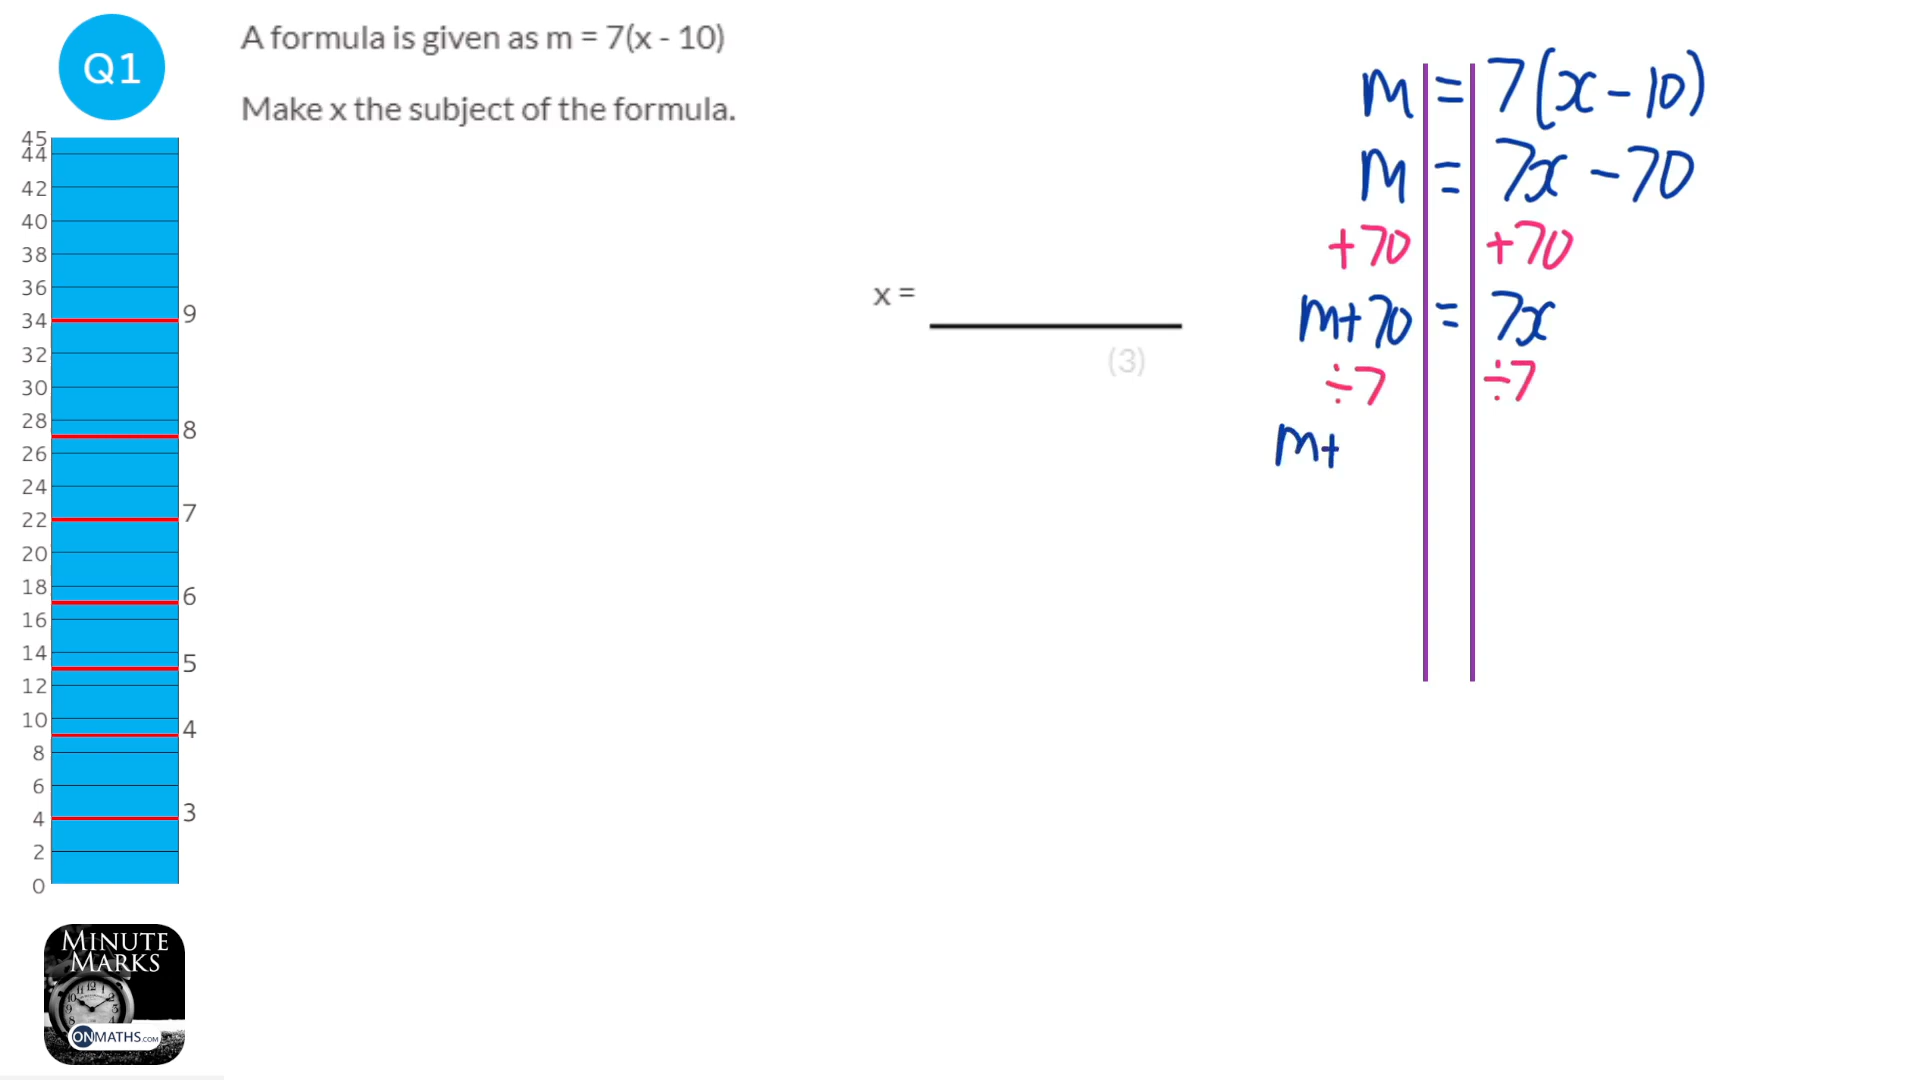 Q1
A formula is given as m = 7(x - 10)
Make x the subject of the formula.
x =
(3)
m = 7(x - 10)
m = 7x - 70
+70 +70
m+70 = 7x
÷7 ÷7
m+
45
44
42
40
38
36
34 9
32
30
28
8
26
24
22 7
20
18
6
16
14
5
12
10
4
8
6
4 3
2
0
MINUTE
MARKS
ONMATHS.COM